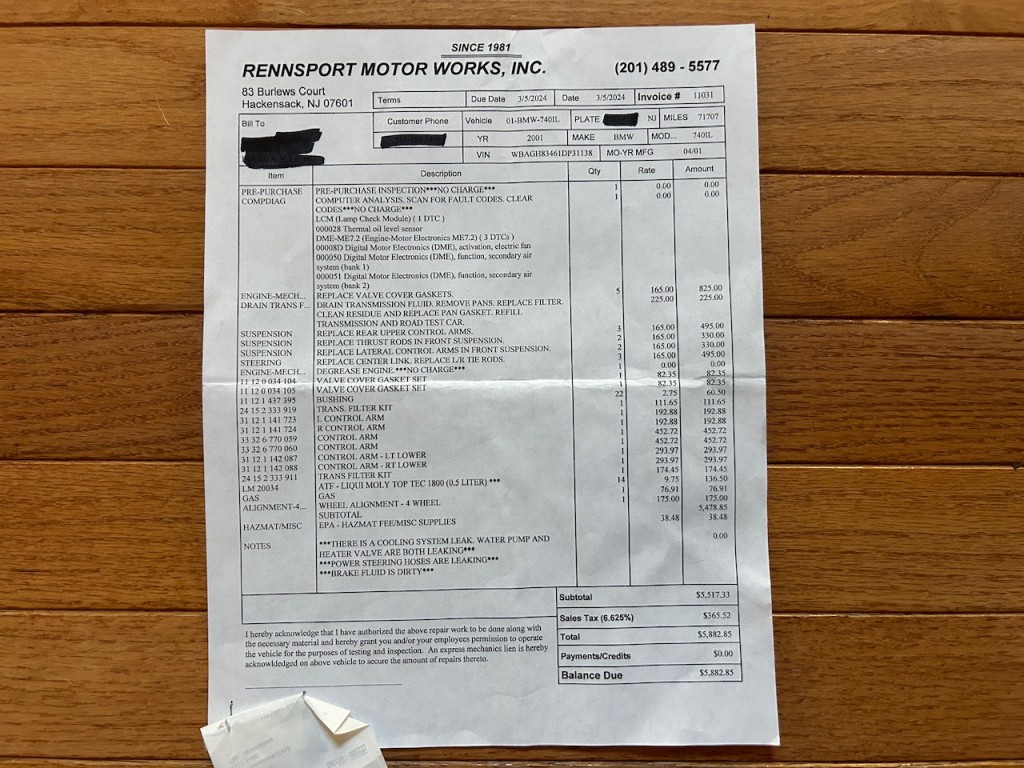 SINCE 1981
RENNSPORT MOTOR WORKS, INC. (201) 489 - 5577
83 Burlews Court
Hackensack, NJ 07601
Terms Due Date 3/5/2024 Date 3/5/2024 Invoice # 11031
Bill To Customer Phone Vehicle 01-BMW-740IL PLATE NJ MILES 71707
YR 2001 MAKE BMW MOD... 740IL
VIN WBAGH83461DP31138 MO-YR MFG 04/01
Item Description Qty Rate Amount
PRE-PURCHASE PRE-PURCHASE INSPECTION***NO CHARGE*** 1 0.00 0.00
COMPDIAG COMPUTER ANALYSIS. SCAN FOR FAULT CODES. CLEAR 1 0.00 0.00
CODES***NO CHARGE***
LCM (Lamp Check Module) ( 1 DTC )
000028 Thermal oil level sensor
DME-ME7.2 (Engine-Motor Electronics ME7.2) ( 3 DTCs )
00008D Digital Motor Electronics (DME), activation, electric fan
000050 Digital Motor Electronics (DME), function, secondary air
system (bank 1)
000051 Digital Motor Electronics (DME), function, secondary air
system (bank 2)
ENGINE-MECH... REPLACE VALVE COVER GASKETS. 5 165.00 825.00
DRAIN TRANS F... DRAIN TRANSMISSION FLUID. REMOVE PANS. REPLACE FILTER. 225.00 225.00
CLEAN RESIDUE AND REPLACE PAN GASKET. REFILL
TRANSMISSION AND ROAD TEST CAR.
SUSPENSION REPLACE REAR UPPER CONTROL ARMS. 3 165.00 495.00
SUSPENSION REPLACE THRUST RODS IN FRONT SUSPENSION. 2 165.00 330.00
SUSPENSION REPLACE LATERAL CONTROL ARMS IN FRONT SUSPENSION. 2 165.00 330.00
STEERING REPLACE CENTER LINK. REPLACE L/R TIE RODS. 3 165.00 495.00
ENGINE-MECH... DEGREASE ENGINE.***NO CHARGE*** 1 0.00 0.00
11 12 0 034 104 VALVE COVER GASKET SET 1 82.35 82.35
11 12 0 034 105 VALVE COVER GASKET SET 1 82.35 82.35
11 12 1 437 395 BUSHING 22 2.75 60.50
24 15 2 333 919 TRANS. FILTER KIT 1 111.65 111.65
31 12 1 141 723 L CONTROL ARM 1 192.88 192.88
31 12 1 141 724 R CONTROL ARM 1 192.88 192.88
33 32 6 770 059 CONTROL ARM 1 452.72 452.72
33 32 6 770 060 CONTROL ARM 1 452.72 452.72
31 12 1 142 087 CONTROL ARM - LT LOWER 1 293.97 293.97
31 12 1 142 088 CONTROL ARM - RT LOWER 1 293.97 293.97
24 15 2 333 911 TRANS FILTER KIT 1 174.45 174.45
LM 20034 ATF - LIQUI MOLY TOP TEC 1800 (0.5 LITER) *** 14 9.75 136.50
GAS GAS 1 76.91 76.91
ALIGNMENT-4... WHEEL ALIGNMENT - 4 WHEEL 1 175.00 175.00
SUBTOTAL 5,478.85
HAZMAT/MISC EPA - HAZMAT FEE/MISC SUPPLIES 38.48 38.48
NOTES ***THERE IS A COOLING SYSTEM LEAK. WATER PUMP AND 0.00
HEATER VALVE ARE BOTH LEAKING***
***POWER STEERING HOSES ARE LEAKING***
***BRAKE FLUID IS DIRTY***
Subtotal $5,517.33
Sales Tax (6.625%) $365.52
Total $5,882.85
Payments/Credits $0.00
Balance Due $5,882.85
I hereby acknowledge that I have authorized the above repair work to be done along with
the necessary material and hereby grant you and/or your employees permission to operate
the vehicle for the purposes of testing and inspection. An express mechanics lien is hereby
acknowldedged on above vehicle to secure the amount of repairs thereto.